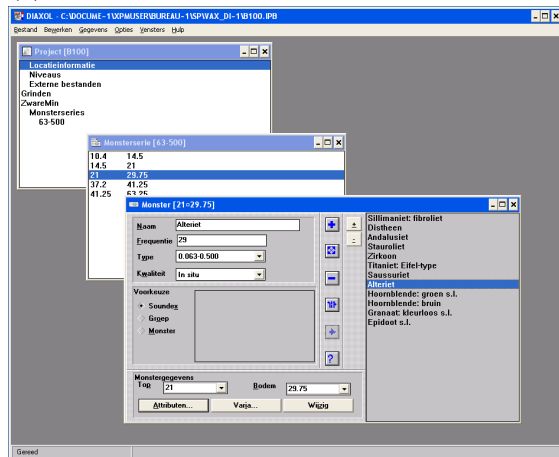 DIAXOL - C:\DOCUME~1\XPMUSER\BUREAU~1\SPWAX_DI~1\B100.IPB
Bestand Bewerken Gegevens Opties Vensters Hulp
Project [B100]
Locatieinformatie
Niveaus
Externe bestanden
Grinden
ZwareMin
Monsterseries
63-500
Monsterserie [63-500]
10.4 14.5
14.5 21
21 29.75
37.2 41.25
41.25 63.25
Monster [21=29.75]
Naam Alteriet
Frequentie 29
Type 0.063-0.500
Kwaliteit In situ
Voorkeuze
Soundex
Groep
Monster
+
-
?
Sillimaniet: fibroliet
Distheen
Andalusiet
Stauroliet
Zirkoon
Titaniet: Eifel-type
Saussuriet
Alteriet
Hoornblende: groen s.l.
Hoornblende: bruin
Granaat: kleurloos s.l.
Epidoot s.l.
Monstergegevens
Top 21 Bodem 29.75
Attributen... Varia... Wijzig
Gereed